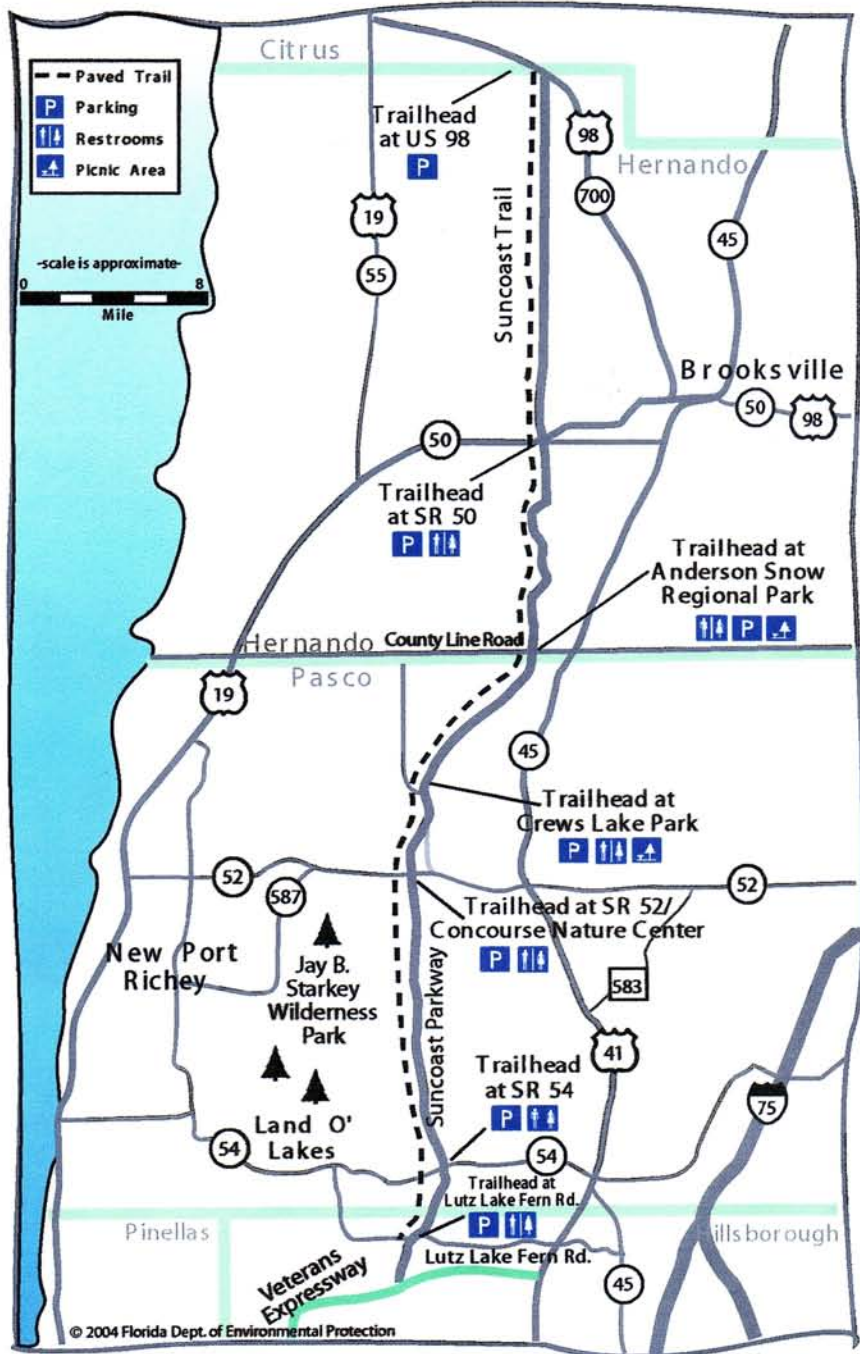 Citrus
Paved Trail
P Parking
Restrooms
Picnic Area
Trailhead
at US 98
P
98
Hernando
700
19
45
-scale is approximate-
0 8
Mile
55
Suncoast Trail
Brooksville
50
98
50
Trailhead
at SR 50
P
Trailhead at
Anderson Snow
Regional Park
P
Hernando
County Line Road
Pasco
19
45
Trailhead at
Crews Lake Park
P
52
587
52
Trailhead at SR 52/
Concourse Nature Center
P
New Port
Richey
Jay B.
Starkey
Wilderness
Park
583
Suncoast Parkway
41
Trailhead
at SR 54
P
75
Land O'
Lakes
54
54
Trailhead at
Lutz Lake Fern Rd.
P
Pinellas
illsborough
Lutz Lake Fern Rd.
Veterans
Expressway
45
© 2004 Florida Dept. of Environmental Protection